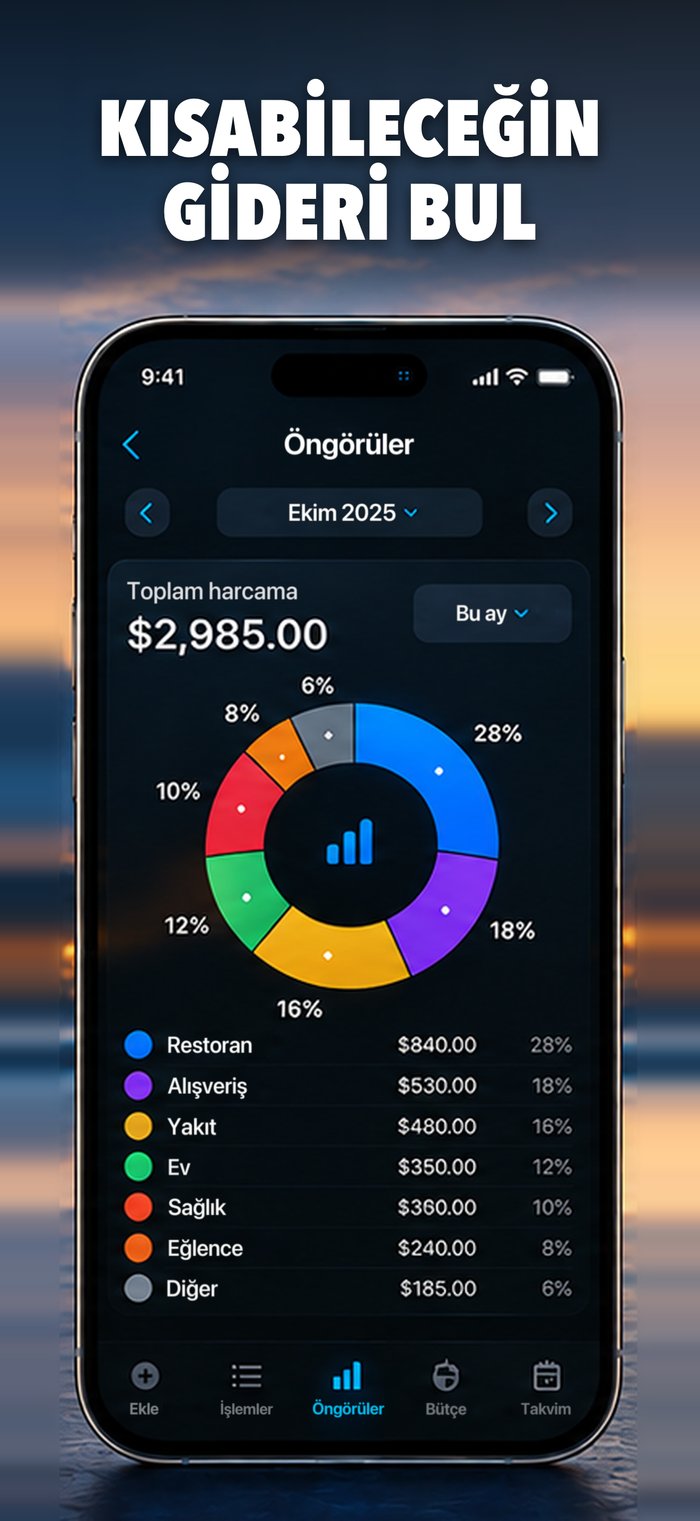 KISABİLECEĞİN
GİDERİ BUL
9:41
Öngörüler
Ekim 2025
Toplam harcama
$2,985.00
Bu ay
6%
8%
28%
10%
12%
18%
16%
Restoran $840.00 28%
Alışveriş $530.00 18%
Yakıt $480.00 16%
Ev $350.00 12%
Sağlık $360.00 10%
Eğlence $240.00 8%
Diğer $185.00 6%
Ekle İşlemler Öngörüler Bütçe Takvim